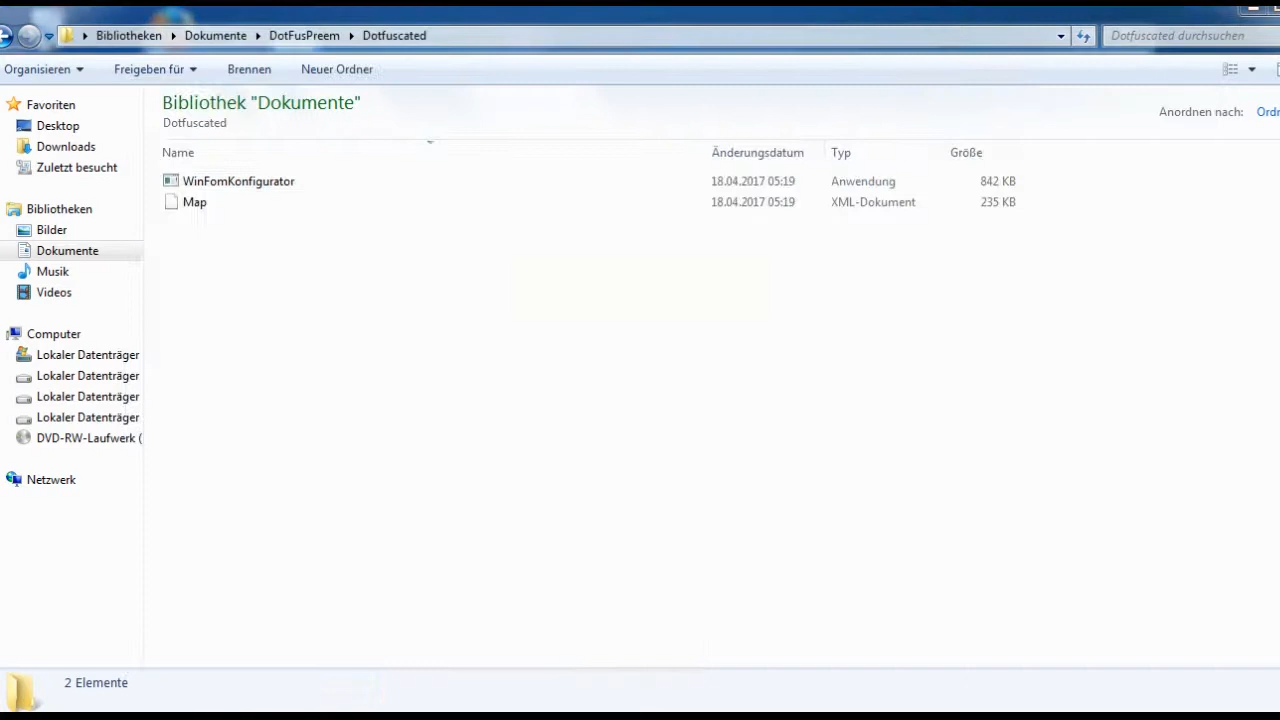 Bibliotheken Dokumente DotFusPreem Dotfuscated Dotfuscated durchsuchen
Organisieren Freigeben für Brennen Neuer Ordner
Favoriten
Desktop
Downloads
Zuletzt besucht
Bibliotheken
Bilder
Dokumente
Musik
Videos
Computer
Lokaler Datenträger
Lokaler Datenträger
Lokaler Datenträger
Lokaler Datenträger
DVD-RW-Laufwerk (
Netzwerk
Bibliothek "Dokumente"
Dotfuscated
Anordnen nach: Ordr
Name Änderungsdatum Typ Größe
WinFomKonfigurator 18.04.2017 05:19 Anwendung 842 KB
Map 18.04.2017 05:19 XML-Dokument 235 KB
2 Elemente